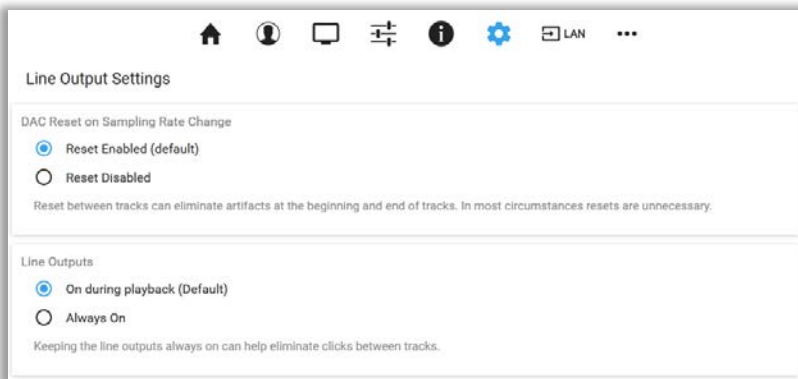 LAN
Line Output Settings
DAC Reset on Sampling Rate Change
Reset Enabled (default)
Reset Disabled
Reset between tracks can eliminate artifacts at the beginning and end of tracks. In most circumstances resets are unnecessary.
Line Outputs
On during playback (Default)
Always On
Keeping the line outputs always on can help eliminate clicks between tracks.